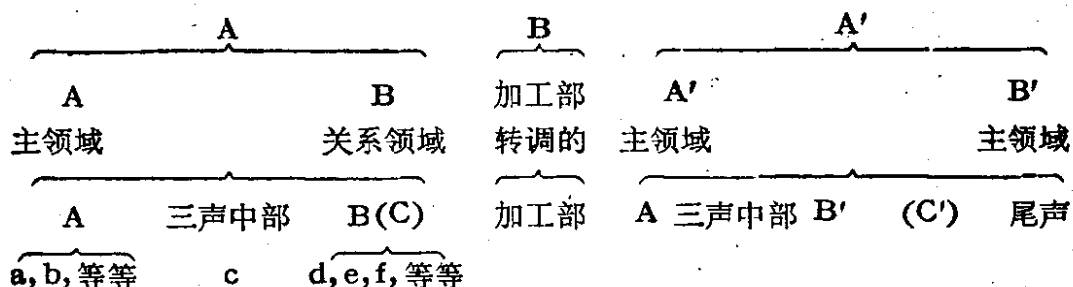 A B A′
A B 加工部 A′ B′
主领域 关系领域 转调的 主领域 主领域
A 三声中部 B(C) 加工部 A 三声中部 B′ (C′) 尾声
a, b, 等等 c d, e, f, 等等